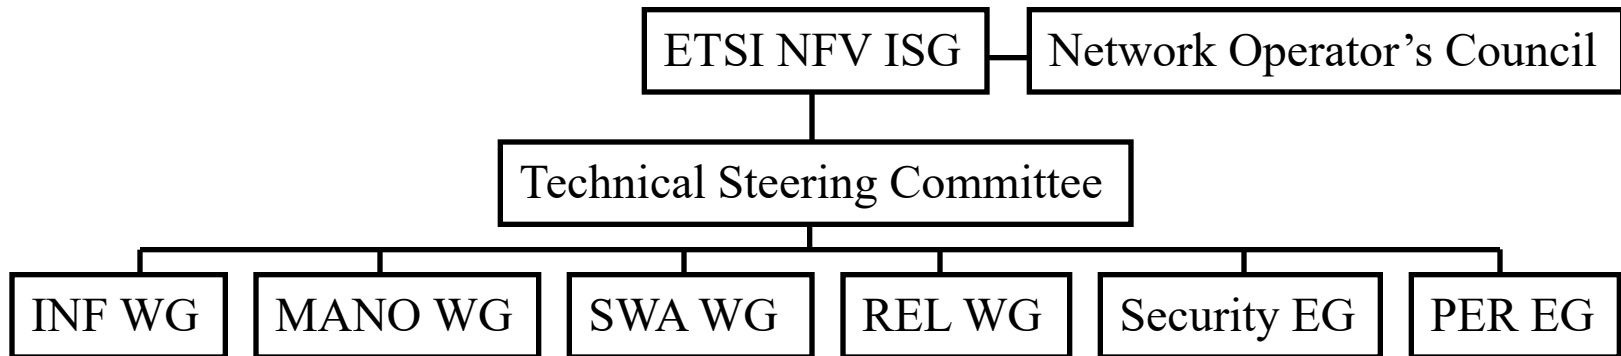 ETSI NFV ISG
Network Operator’s Council
Technical Steering Committee
INF WG
MANO WG
SWA WG
REL WG
Security EG
PER EG